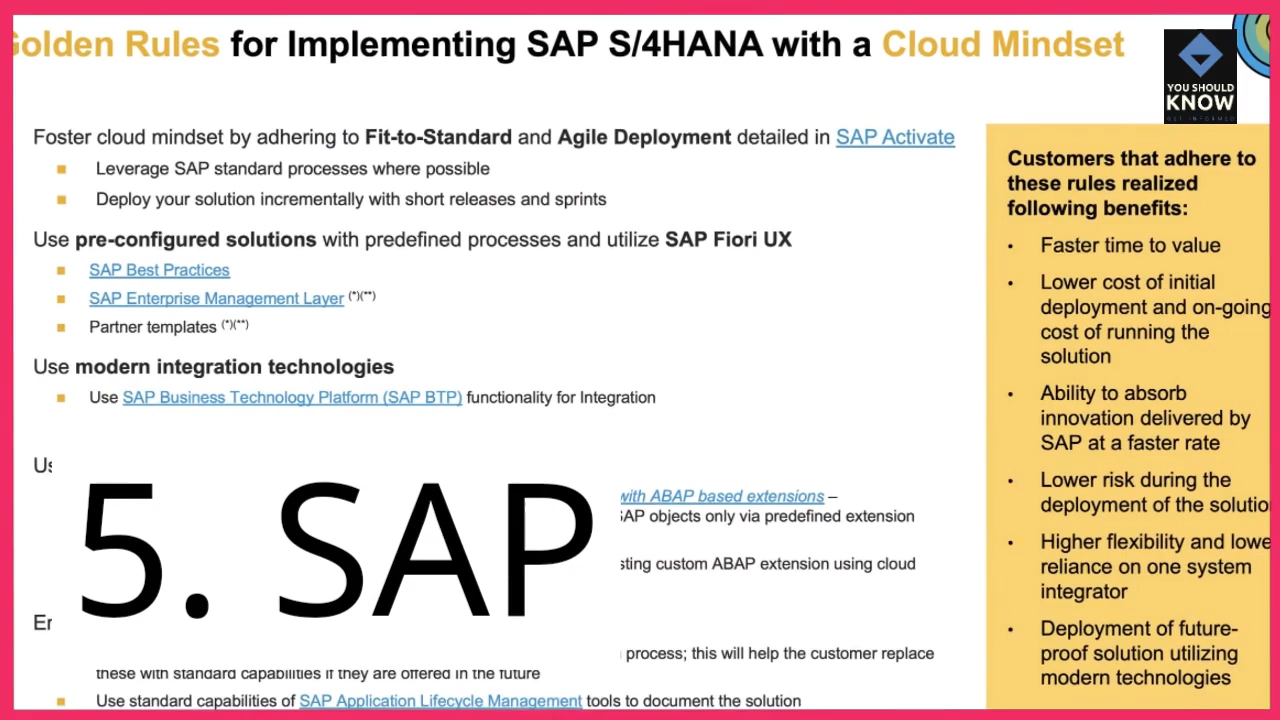 Golden Rules for Implementing SAP S/4HANA with a Cloud Mindset
YOU SHOULD
KNOW
GET INFORMED
Foster cloud mindset by adhering to Fit-to-Standard and Agile Deployment detailed in SAP Activate
Leverage SAP standard processes where possible
Deploy your solution incrementally with short releases and sprints
Use pre-configured solutions with predefined processes and utilize SAP Fiori UX
SAP Best Practices
SAP Enterprise Management Layer (*)(**)
Partner templates (*)(**)
Use modern integration technologies
Use SAP Business Technology Platform (SAP BTP) functionality for Integration
with ABAP based extensions –
SAP objects only via predefined extension
custom ABAP extension using cloud
5. SAP
process; this will help the customer replace
these with standard capabilities if they are offered in the future
Use standard capabilities of SAP Application Lifecycle Management tools to document the solution
Customers that adhere to
these rules realized
following benefits:
Faster time to value
Lower cost of initial
deployment and on-going
cost of running the
solution
Ability to absorb
innovation delivered by
SAP at a faster rate
Lower risk during the
deployment of the solutio
Higher flexibility and lowe
reliance on one system
integrator
Deployment of future-
proof solution utilizing
modern technologies